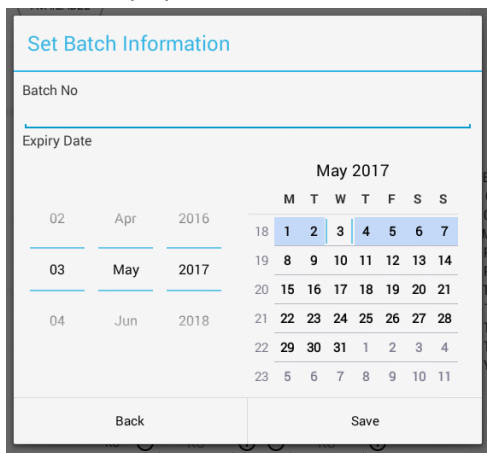 AVAILABLE
Set Batch Information
Batch No
Expiry Date
May 2017
M T W T F S S
02 Apr 2016
18 1 2 3 4 5 6 7
03 May 2017
19 8 9 10 11 12 13 14
20 15 16 17 18 19 20 21
04 Jun 2018
21 22 23 24 25 26 27 28
22 29 30 31 1 2 3 4
23 5 6 7 8 9 10 11
Back Save